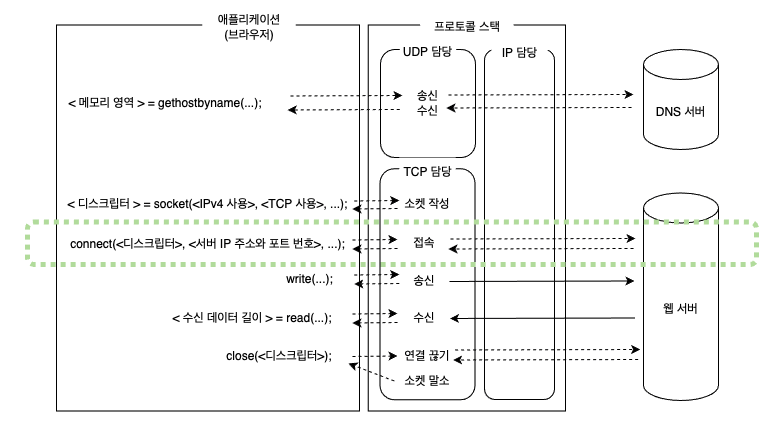 애플리케이션
(브라우저)
프로토콜 스택
UDP 담당
IP 담당
< 메모리 영역 > = gethostbyname(...);
송신
수신
DNS 서버
TCP 담당
< 디스크립터 > = socket(<IPv4 사용>, <TCP 사용>, ...);
소켓 작성
connect(<디스크립터>, <서버 IP 주소와 포트 번호>, ...);
접속
write(...);
송신
웹 서버
< 수신 데이터 길이 > = read(...);
수신
close(<디스크립터>);
연결 끊기
소켓 말소